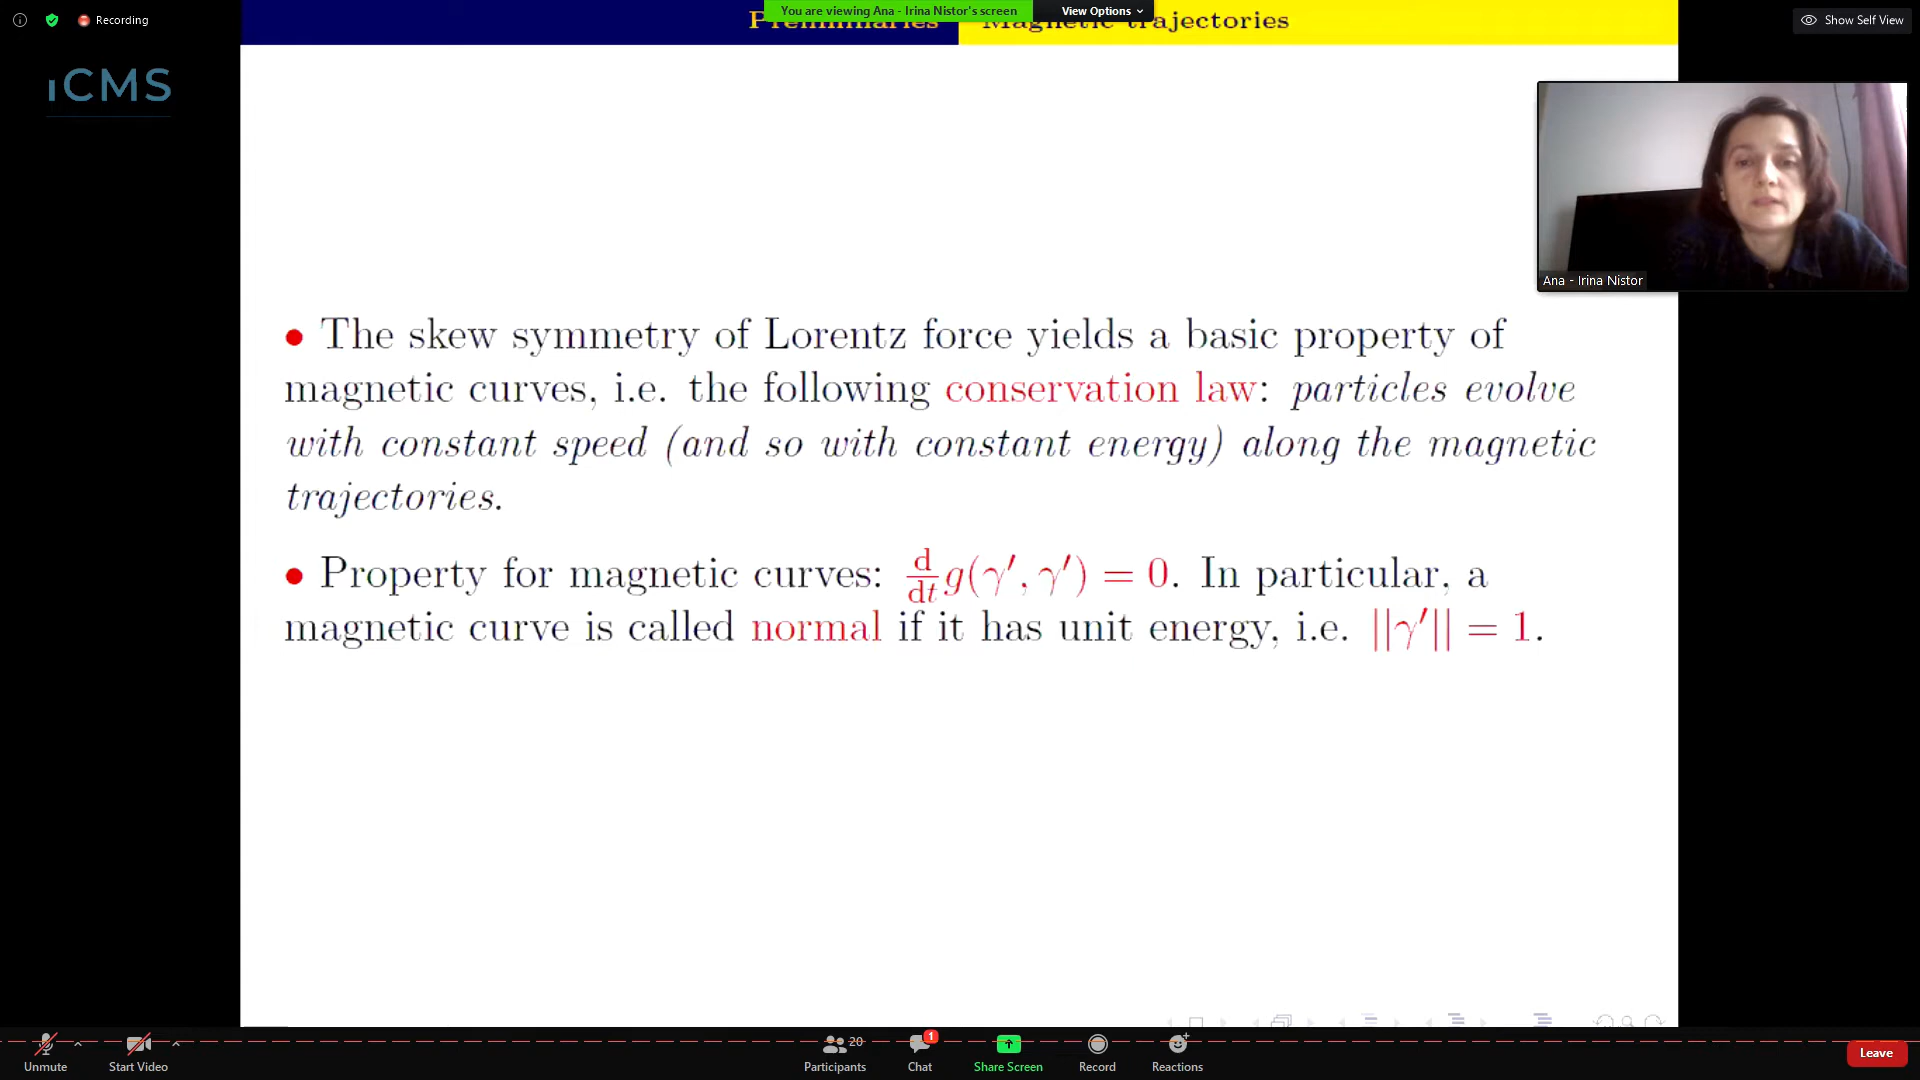 Recording
You are viewing Ana - Irina Nistor's screen
View Options
Show Self View
Preliminaries Magnetic trajectories
iCMS
Ana - Irina Nistor
• The skew symmetry of Lorentz force yields a basic property of
magnetic curves, i.e. the following conservation law: particles evolve
with constant speed (and so with constant energy) along the magnetic
trajectories.
• Property for magnetic curves: d/dt g(γ′, γ′) = 0. In particular, a
magnetic curve is called normal if it has unit energy, i.e. ||γ′|| = 1.
Unmute
Start Video
20
Participants
1
Chat
Share Screen
Record
Reactions
Leave